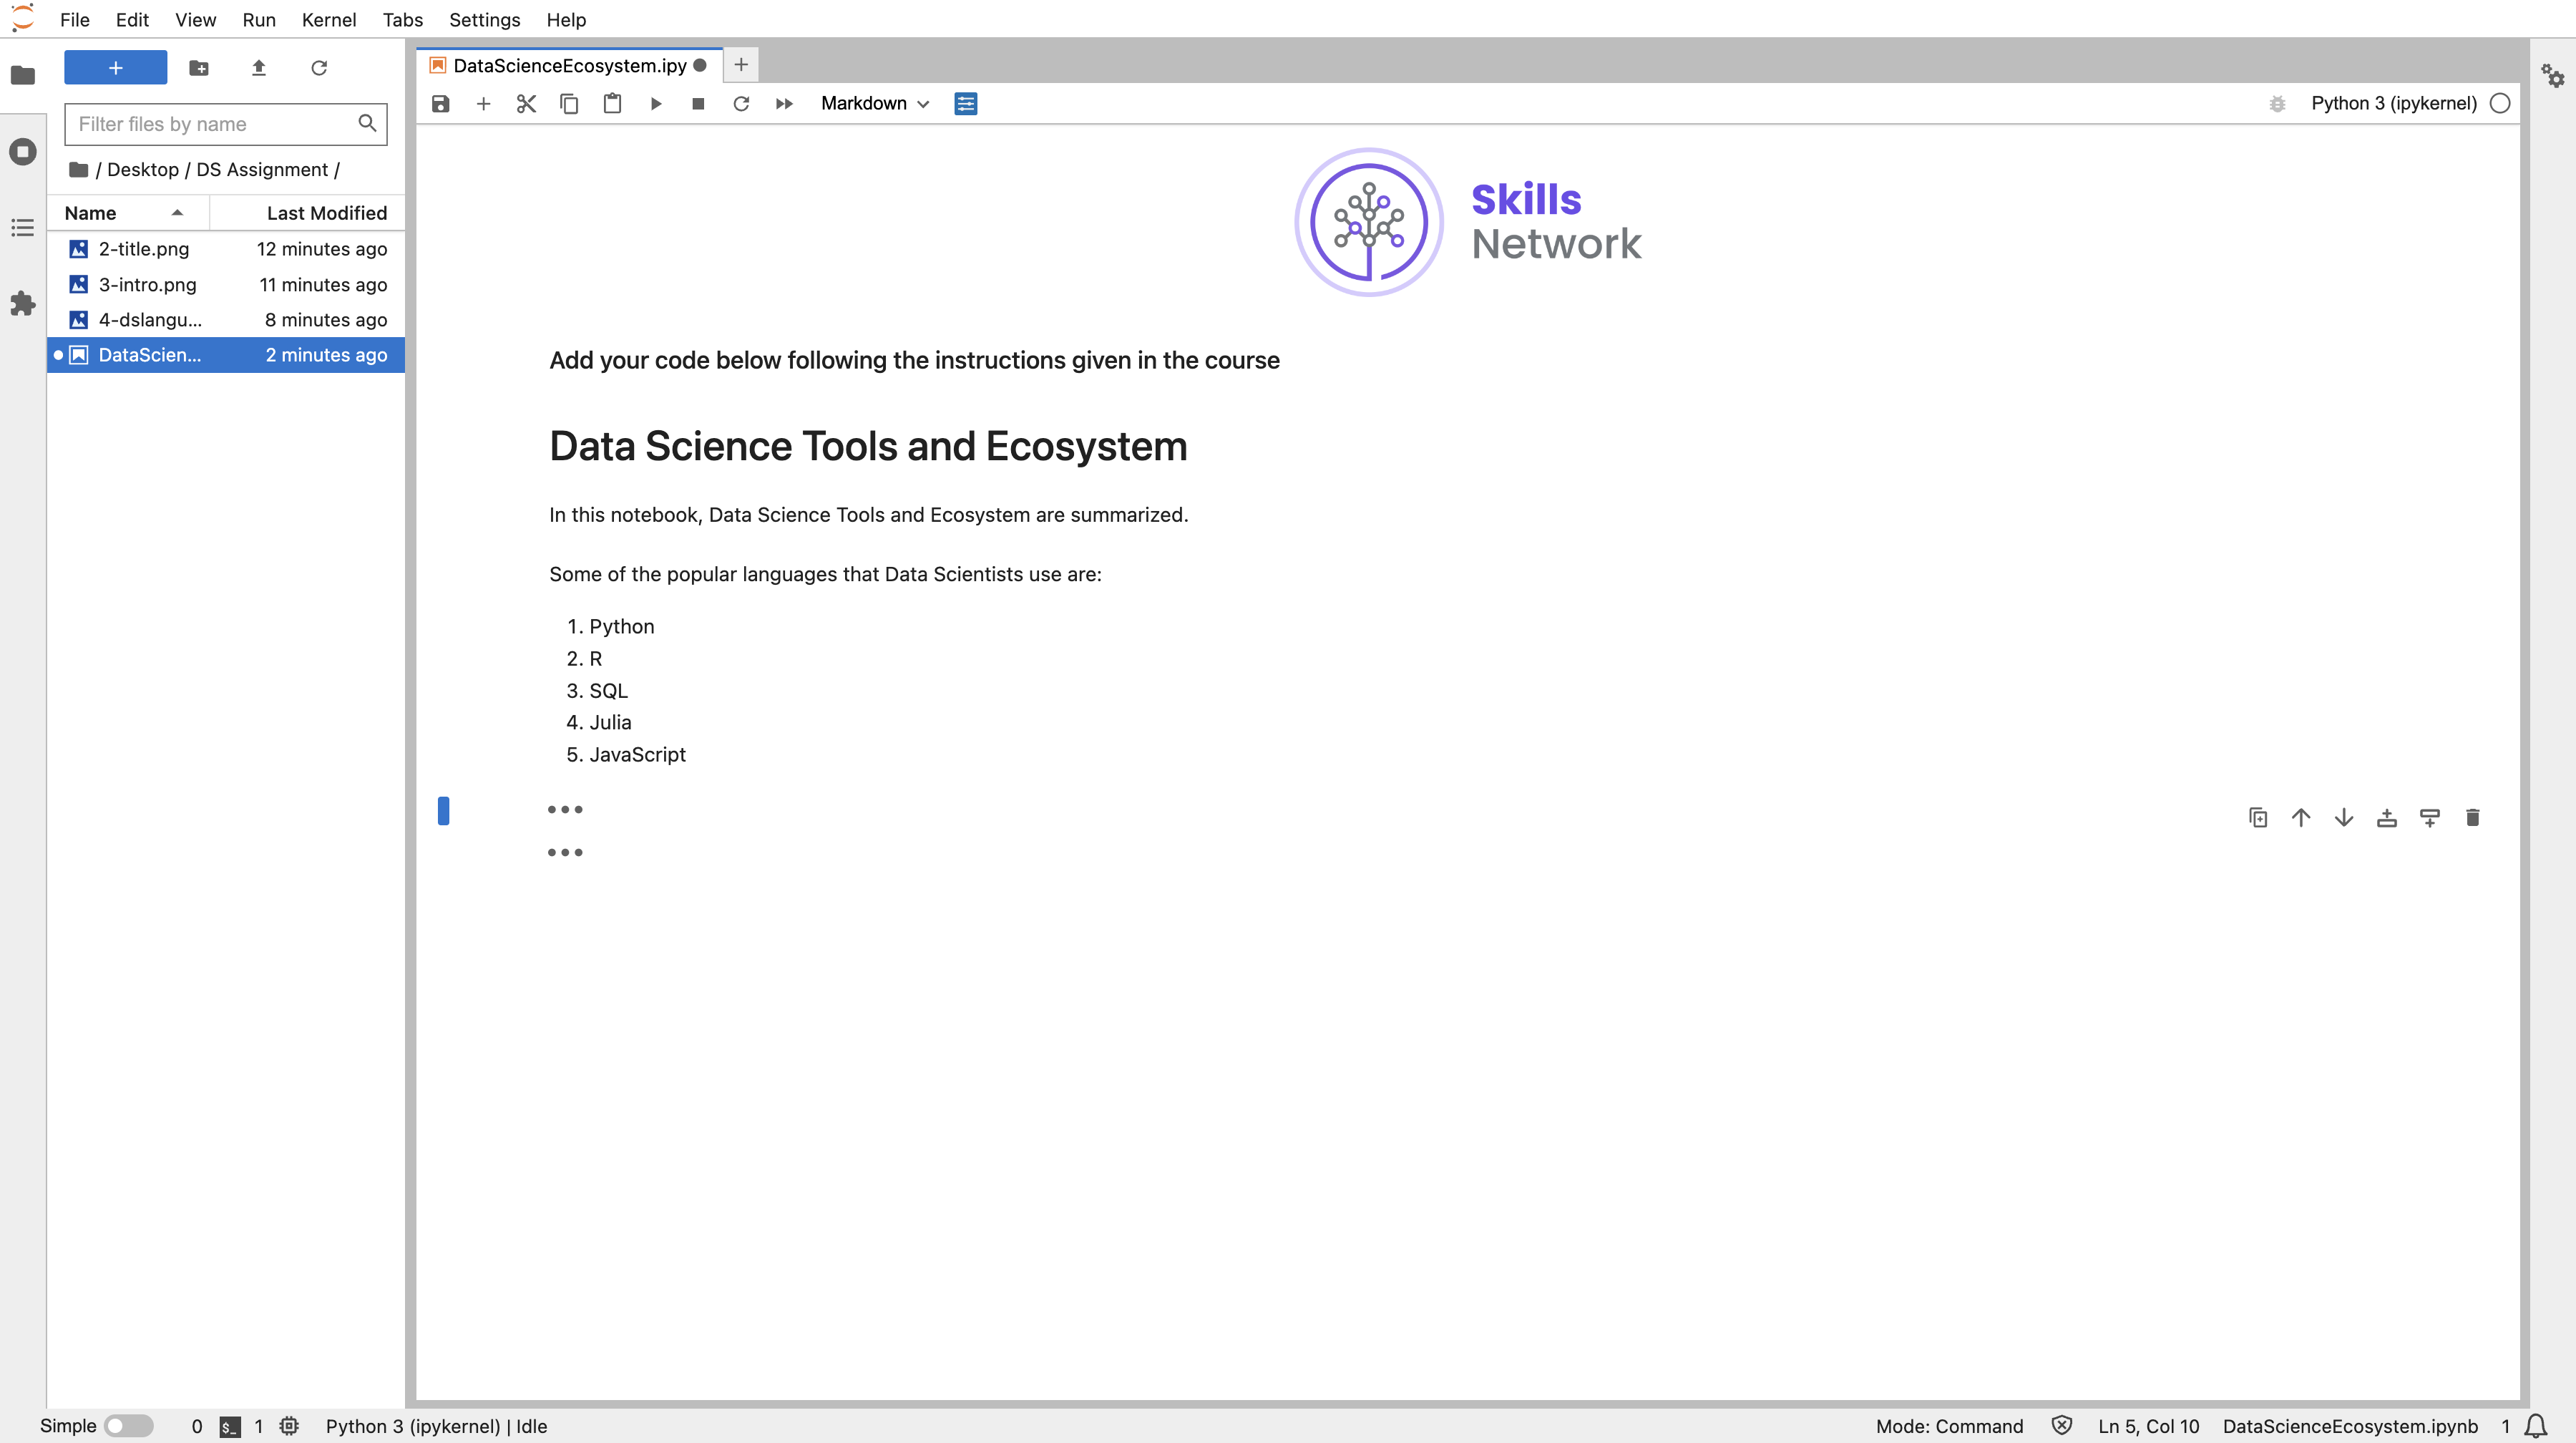 File Edit View Run Kernel Tabs Settings Help
+
Filter files by name
/ Desktop / DS Assignment /
Name Last Modified
2-title.png 12 minutes ago
3-intro.png 11 minutes ago
4-dslangu... 8 minutes ago
DataScien... 2 minutes ago
DataScienceEcosystem.ipy
Markdown
Python 3 (ipykernel)
Skills
Network
Add your code below following the instructions given in the course
Data Science Tools and Ecosystem
In this notebook, Data Science Tools and Ecosystem are summarized.
Some of the popular languages that Data Scientists use are:
1. Python
2. R
3. SQL
4. Julia
5. JavaScript
Simple 0 $_ 1 Python 3 (ipykernel) | Idle Mode: Command Ln 5, Col 10 DataScienceEcosystem.ipynb 1